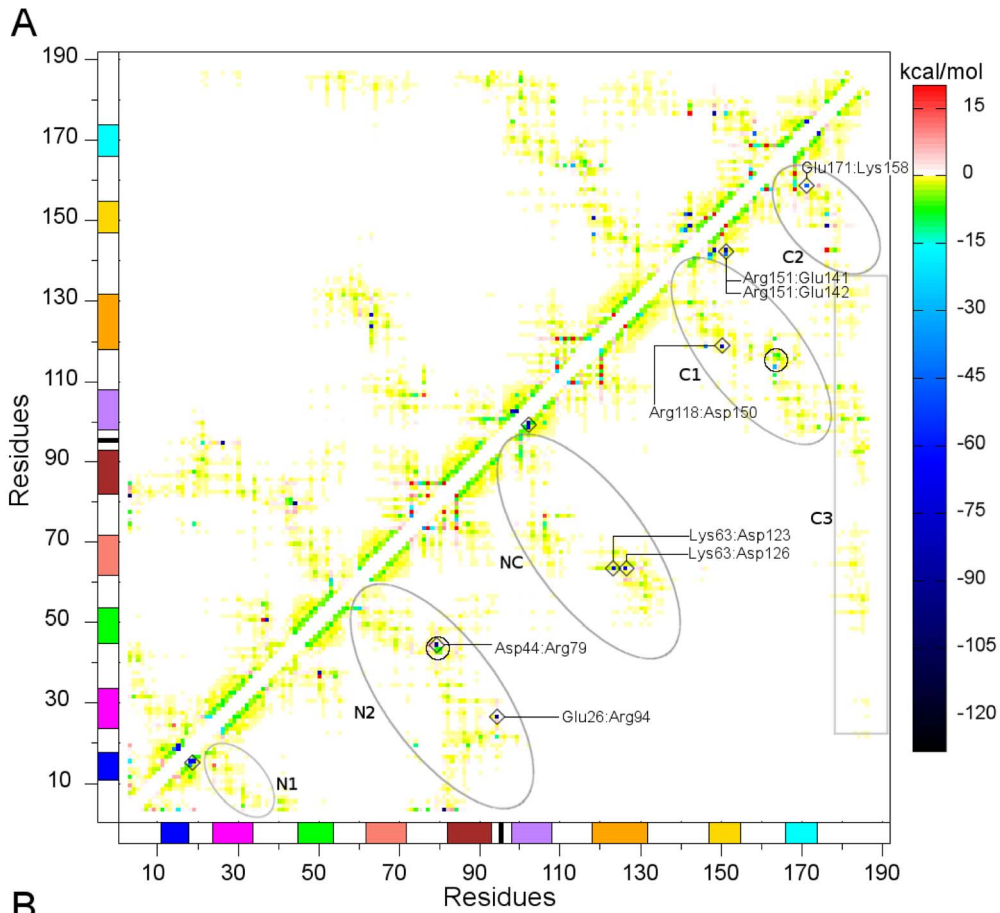 A
kcal/mol
190
170
150
130
110
90
70
50
30
10
Residues
15
0
-15
-30
-45
-60
-75
-90
-105
-120
Glu171:Lys158
C2
Arg151:Glu141
Arg151:Glu142
C1
Arg118:Asp150
C3
Lys63:Asp123
Lys63:Asp126
NC
Asp44:Arg79
N2
Glu26:Arg94
N1
10 30 50 70 90 110 130 150 170 190
Residues
B